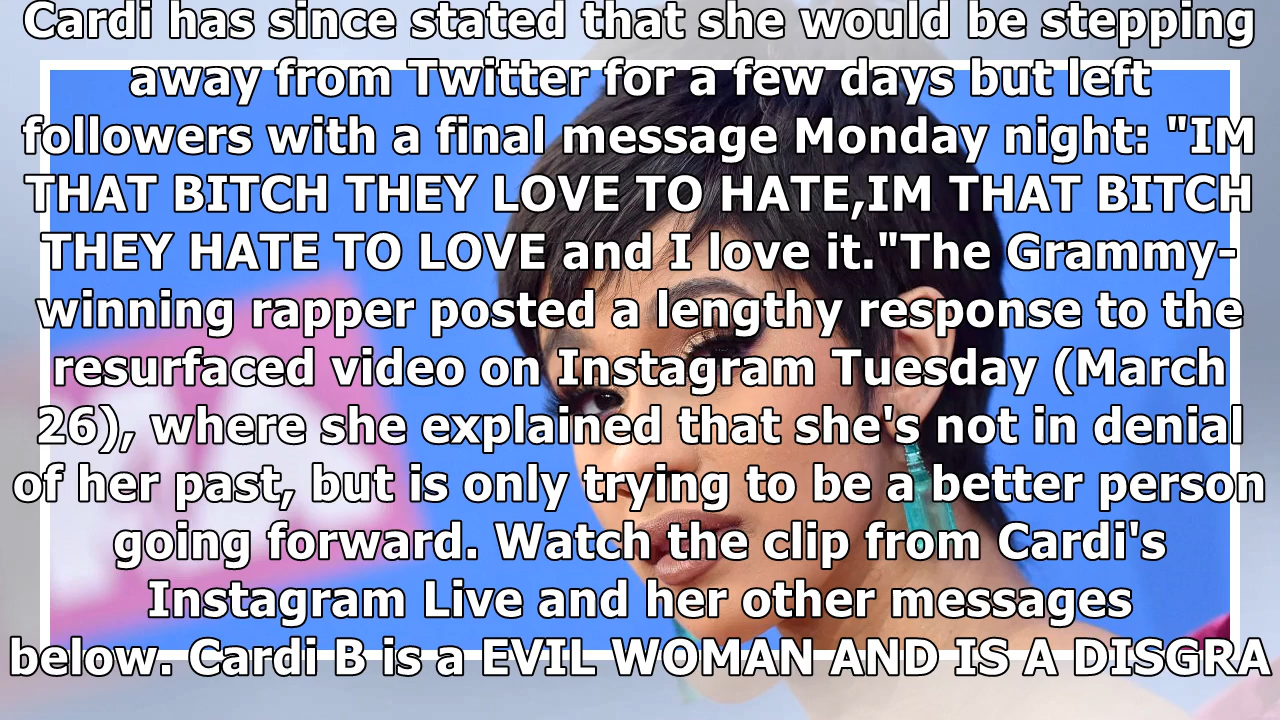 Cardi has since stated that she would be stepping
away from Twitter for a few days but left
followers with a final message Monday night: "IM
THAT BITCH THEY LOVE TO HATE,IM THAT BITCH
THEY HATE TO LOVE and I love it."The Grammy-
winning rapper posted a lengthy response to the
resurfaced video on Instagram Tuesday (March
26), where she explained that she's not in denial
of her past, but is only trying to be a better person
going forward. Watch the clip from Cardi's
Instagram Live and her other messages
below. Cardi B is a EVIL WOMAN AND IS A DISGRA